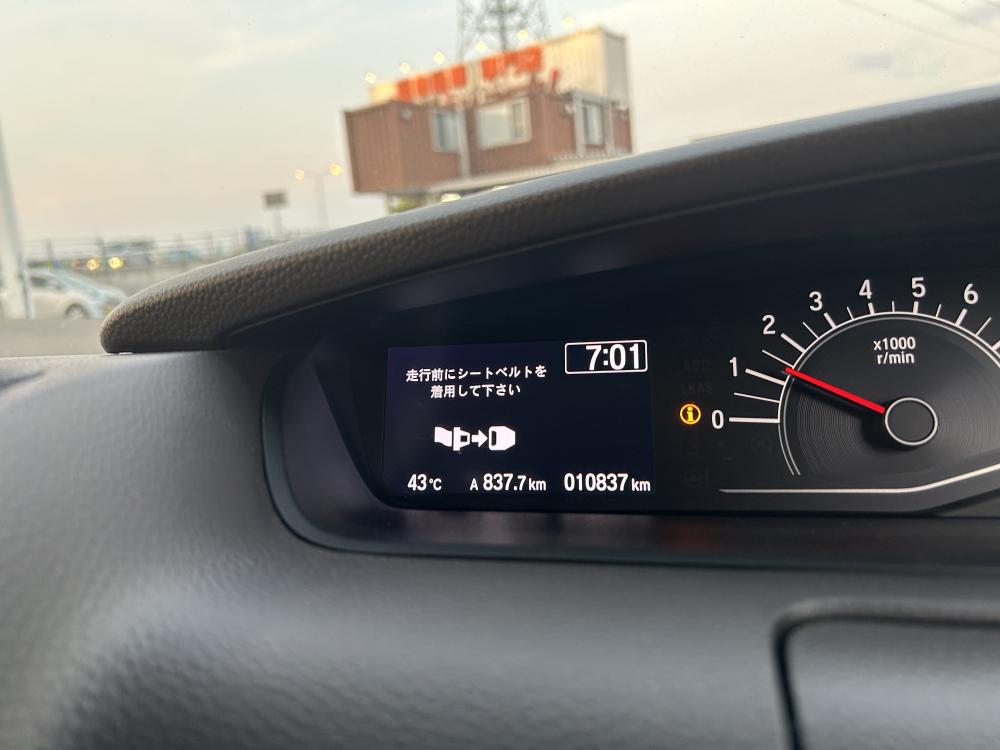 7:01
走行前にシートベルトを
着用して下さい
43°C
A 837.7 km
010837 km
0
1
2
3
4
5
6
x1000
r/min